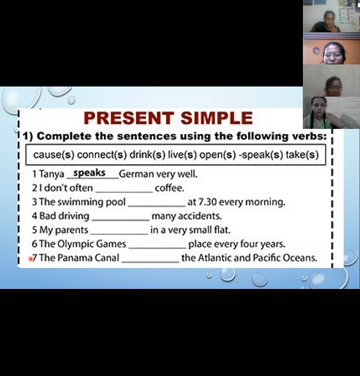 PRESENT SIMPLE
1) Complete the sentences using the following verbs:
cause(s) connect(s) drink(s) live(s) open(s) -speak(s) take(s)
1 Tanya __speaks___German very well.
2 I don't often __________ coffee.
3 The swimming pool __________ at 7.30 every morning.
4 Bad driving __________ many accidents.
5 My parents __________ in a very small flat.
6 The Olympic Games __________ place every four years.
7 The Panama Canal __________ the Atlantic and Pacific Oceans.